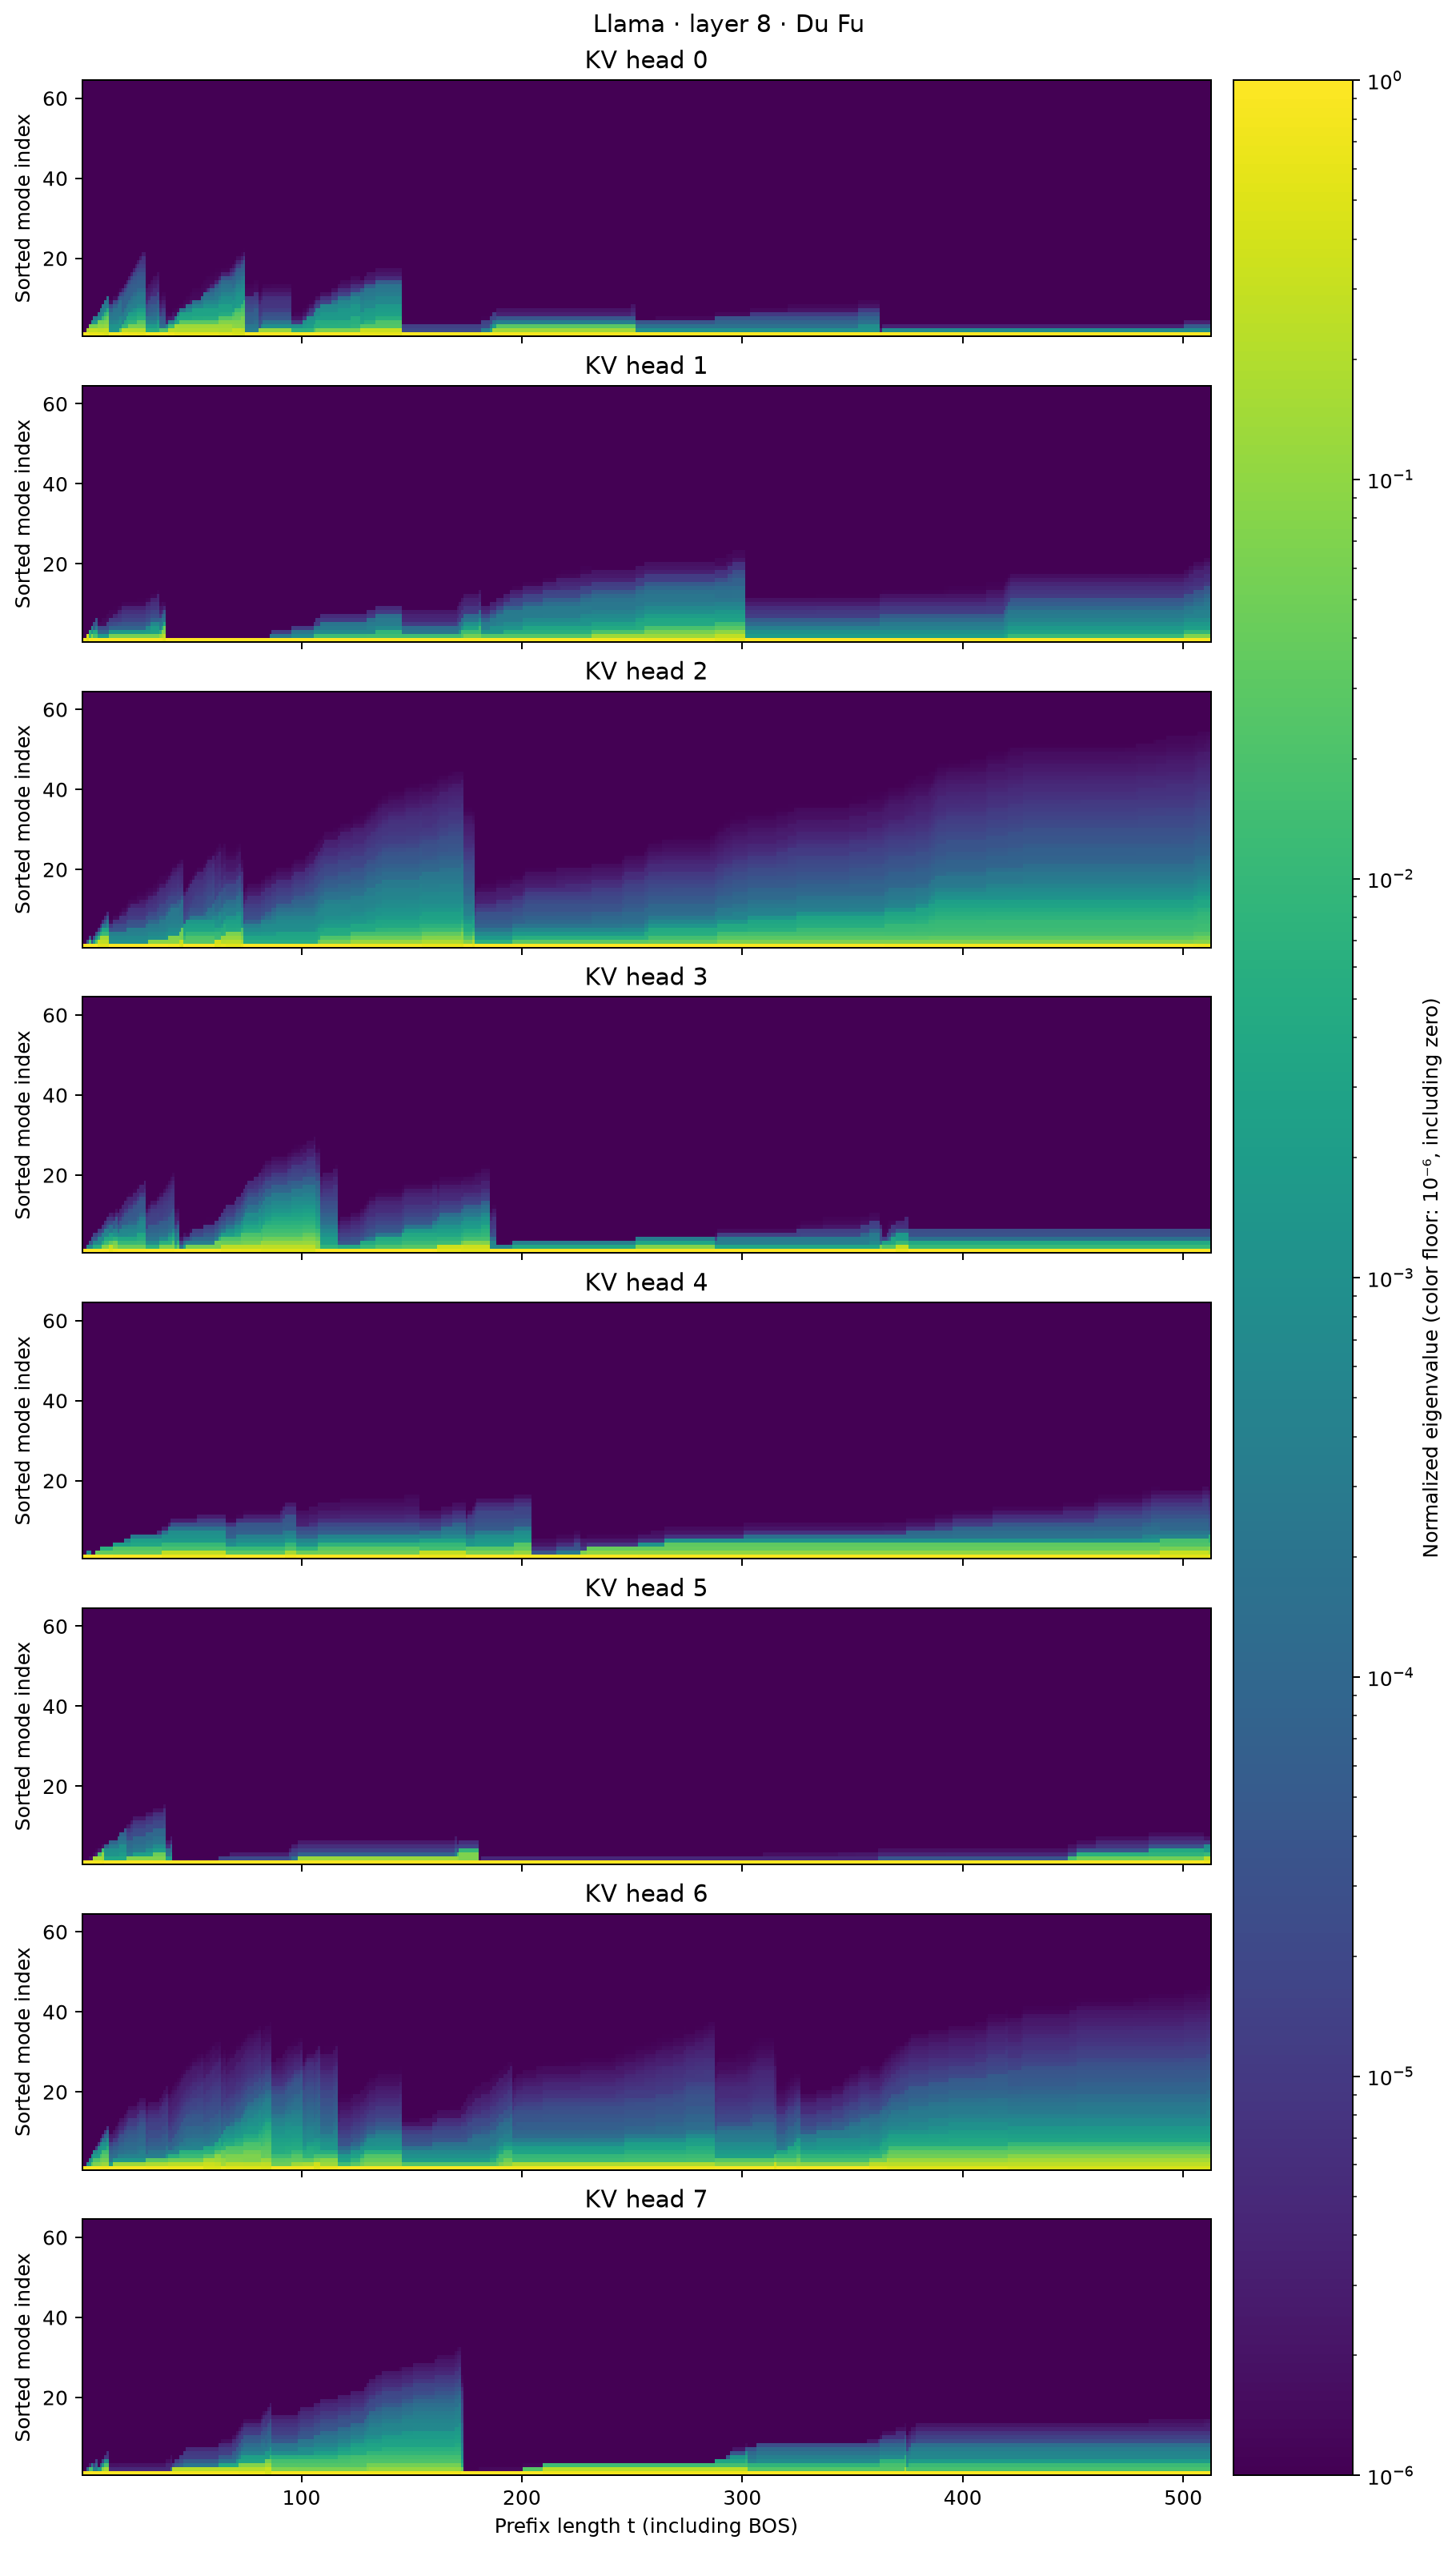 Llama · layer 8 · Du Fu
KV head 0
Sorted mode index
60
40
20
KV head 1
Sorted mode index
60
40
20
KV head 2
Sorted mode index
60
40
20
KV head 3
Sorted mode index
60
40
20
KV head 4
Sorted mode index
60
40
20
KV head 5
Sorted mode index
60
40
20
KV head 6
Sorted mode index
60
40
20
KV head 7
Sorted mode index
60
40
20
100 200 300 400 500
Prefix length t (including BOS)
10⁰
10⁻¹
10⁻²
10⁻³
10⁻⁴
10⁻⁵
10⁻⁶
Normalized eigenvalue (color floor: 10⁻⁶, including zero)